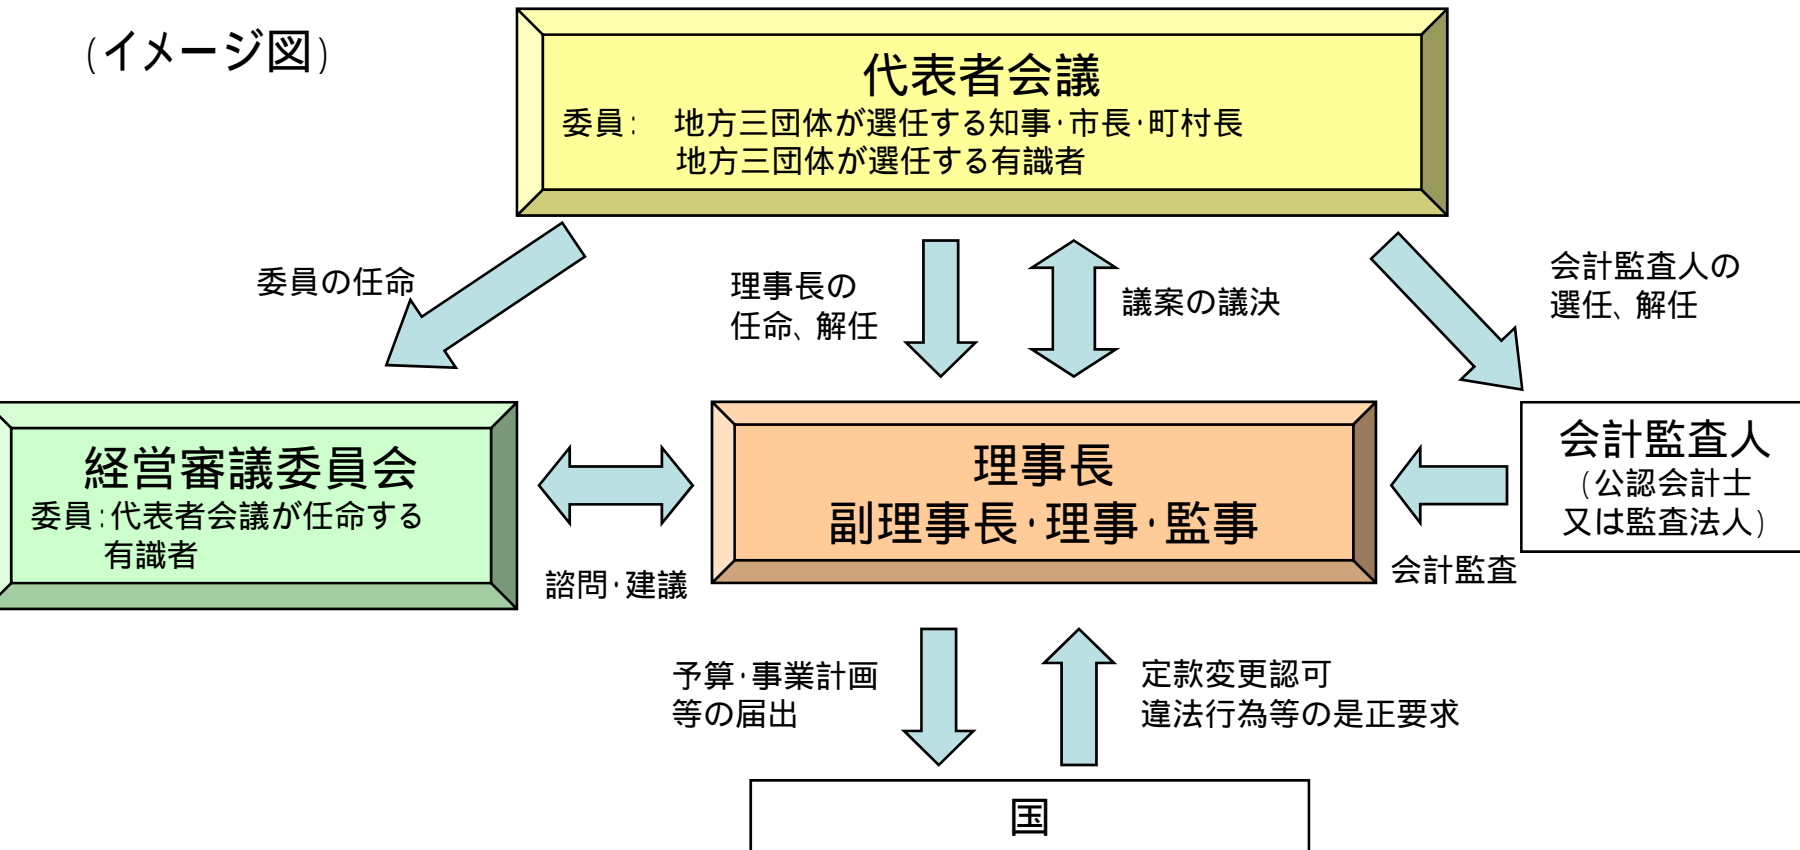 (イメージ図)
代表者会議
委員: 地方三団体が選任する知事・市長・町村長
地方三団体が選任する有識者
委員の任命
理事長の
任命、解任
議案の議決
会計監査人の
選任、解任
経営審議委員会
委員:代表者会議が任命する
有識者
諮問・建議
理事長
副理事長・理事・監事
会計監査人
(公認会計士
又は監査法人)
会計監査
予算・事業計画
等の届出
定款変更認可
違法行為等の是正要求
国